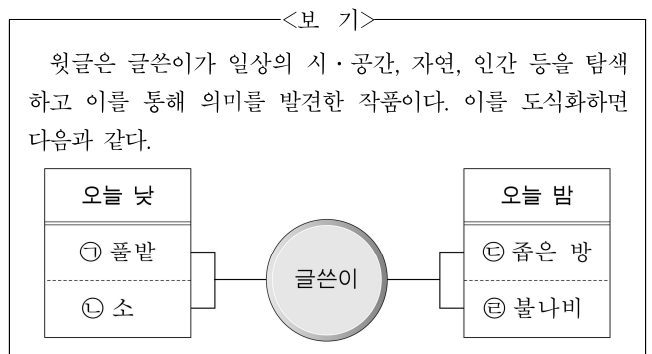 <보 기>
윗글은 글쓴이가 일상의 시·공간, 자연, 인간 등을 탐색
하고 이를 통해 의미를 발견한 작품이다. 이를 도식화하면
다음과 같다.
오늘 낮
㉠ 풀밭
㉡ 소
글쓴이
오늘 밤
㉢ 좁은 방
㉣ 불나비